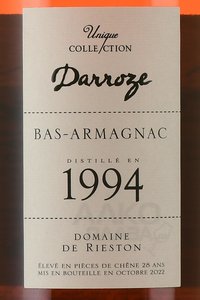 Unique
COLLECTION
Darroze
BAS-ARMAGNAC
DISTILLÉ EN
1994
DOMAINE
DE RIESTON
ÉLEVÉ EN PIÈCES DE CHÊNE 28 ANS
MIS EN BOUTEILLE EN OCTOBRE 2022